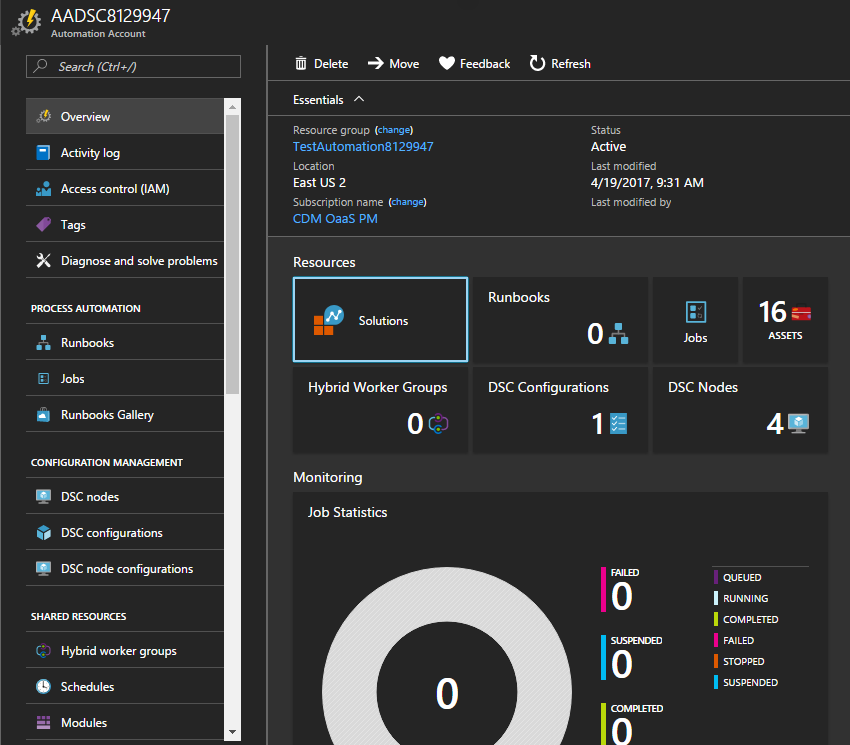 AADSC8129947
Automation Account
Search (Ctrl+/)
Overview
Activity log
Access control (IAM)
Tags
Diagnose and solve problems
PROCESS AUTOMATION
Runbooks
Jobs
Runbooks Gallery
CONFIGURATION MANAGEMENT
DSC nodes
DSC configurations
DSC node configurations
SHARED RESOURCES
Hybrid worker groups
Schedules
Modules
Delete Move Feedback Refresh
Essentials
Resource group (change)
TestAutomation8129947
Location
East US 2
Subscription name (change)
CDM OaaS PM
Status
Active
Last modified
4/19/2017, 9:31 AM
Last modified by
Resources
Solutions
Runbooks
0
Jobs
16
ASSETS
Hybrid Worker Groups
0
DSC Configurations
1
DSC Nodes
4
Monitoring
Job Statistics
0
FAILED
0
SUSPENDED
0
COMPLETED
0
QUEUED
RUNNING
COMPLETED
FAILED
STOPPED
SUSPENDED